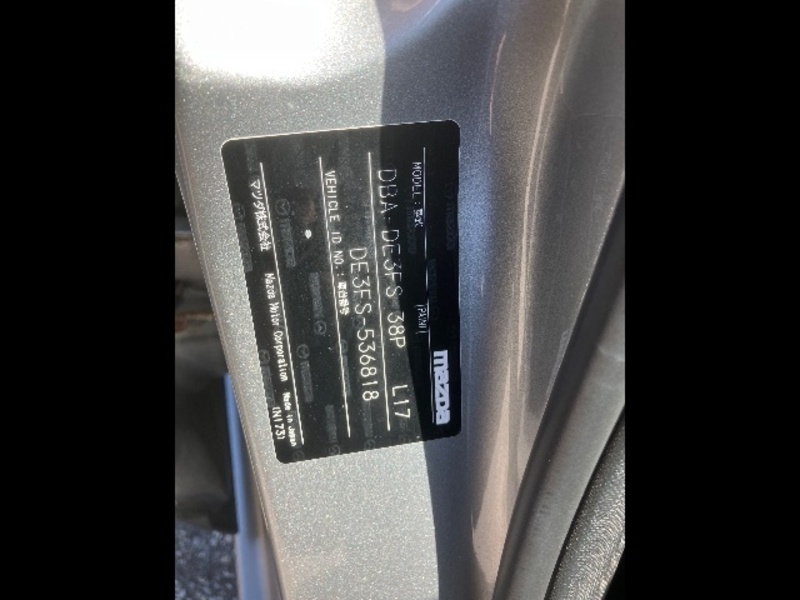 mazda
MODEL:型式 (PAINT)
DBA-DE3FS 38P L17
VEHICLE ID NO.:車台番号
DE3FS-536818
マツダ株式会社 Mazda Motor Corporation Made in Japan
(N173)